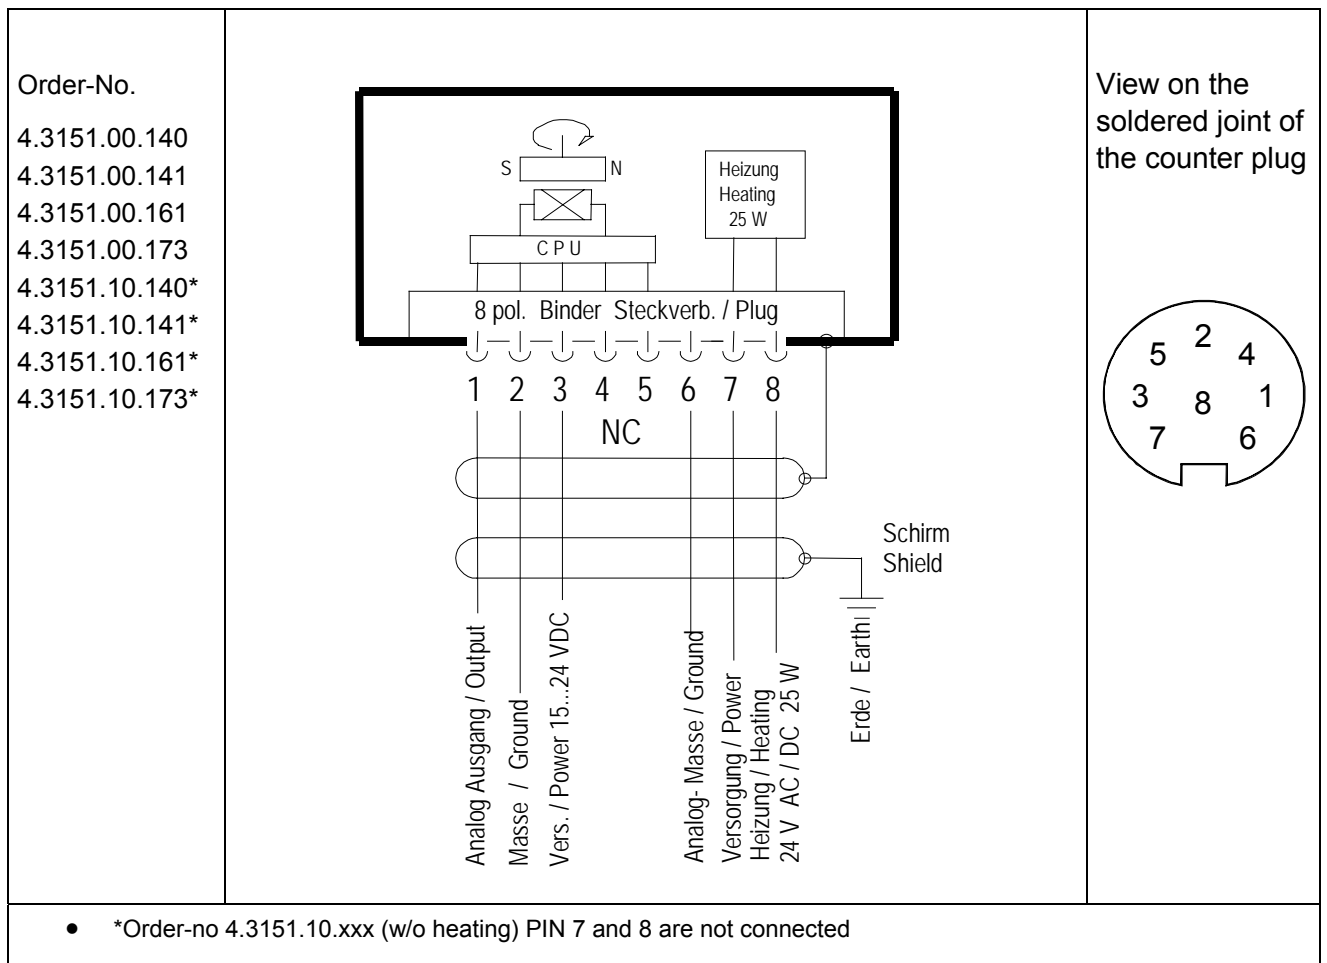 Order-No.
4.3151.00.140
4.3151.00.141
4.3151.00.161
4.3151.00.173
4.3151.10.140*
4.3151.10.141*
4.3151.10.161*
4.3151.10.173*
S N
Heizung
Heating
25 W
CPU
8 pol. Binder Steckverb. / Plug
1 2 3 4 5 6 7 8
NC
Schirm
Shield
Analog Ausgang / Output
Masse / Ground
Vers. / Power 15...24 VDC
Analog- Masse / Ground
Versorgung / Power
Heizung / Heating
24 V AC / DC 25 W
Erde / Earth
View on the
soldered joint of
the counter plug
2
5 4
3 8 1
7 6
• *Order-no 4.3151.10.xxx (w/o heating) PIN 7 and 8 are not connected